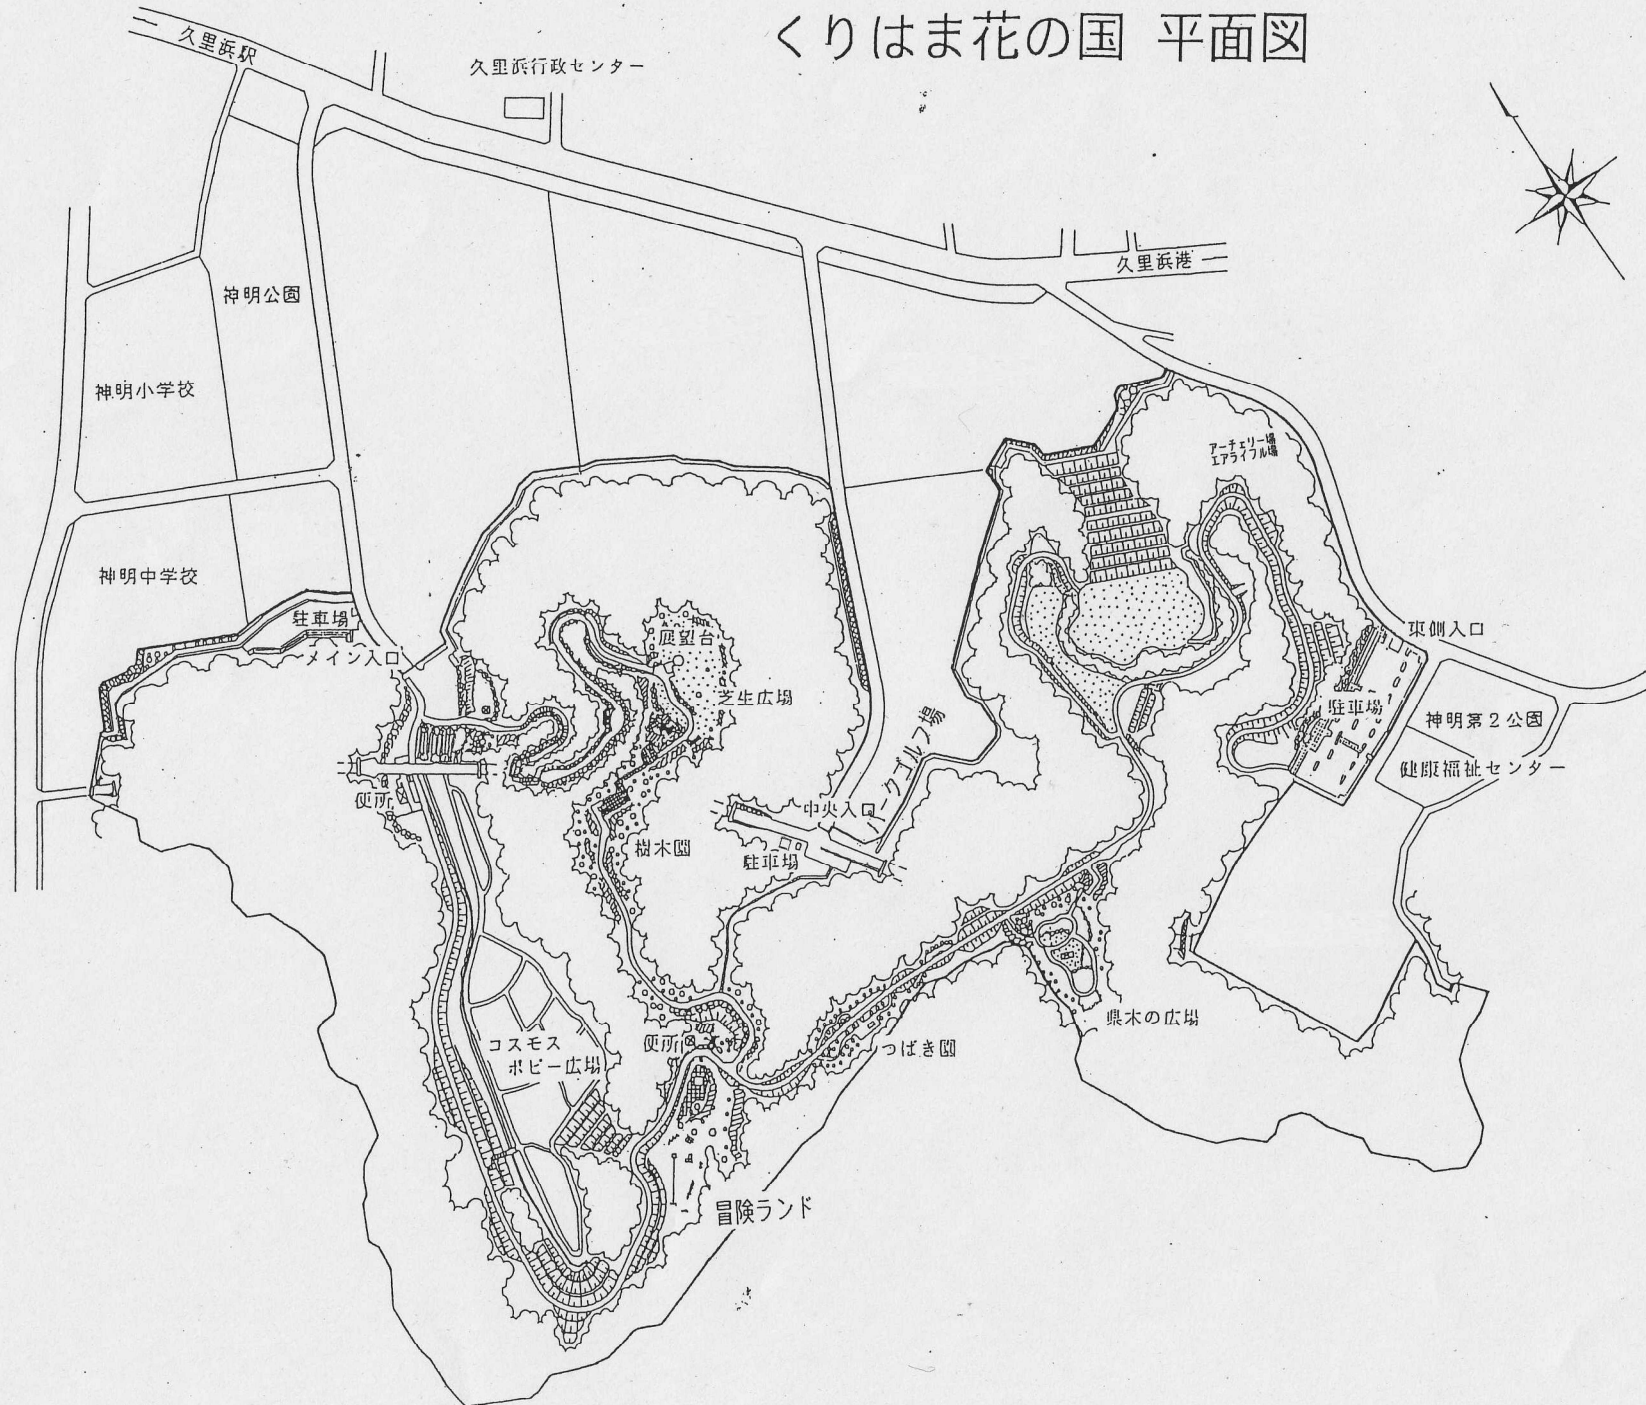 くりはま花の国 平面図
久里浜駅
久里浜行政センター
久里浜港
神明公園
神明小学校
神明中学校
アーチェリー場
エアライフル場
駐車場
メイン入口
展望台
芝生広場
東側入口
駐車場
神明第2公園
健康福祉センター
パークゴルフ場
中央入口
駐車場
便所
樹木園
県木の広場
つばき園
コスモス
ポピー広場
便所
冒険ランド